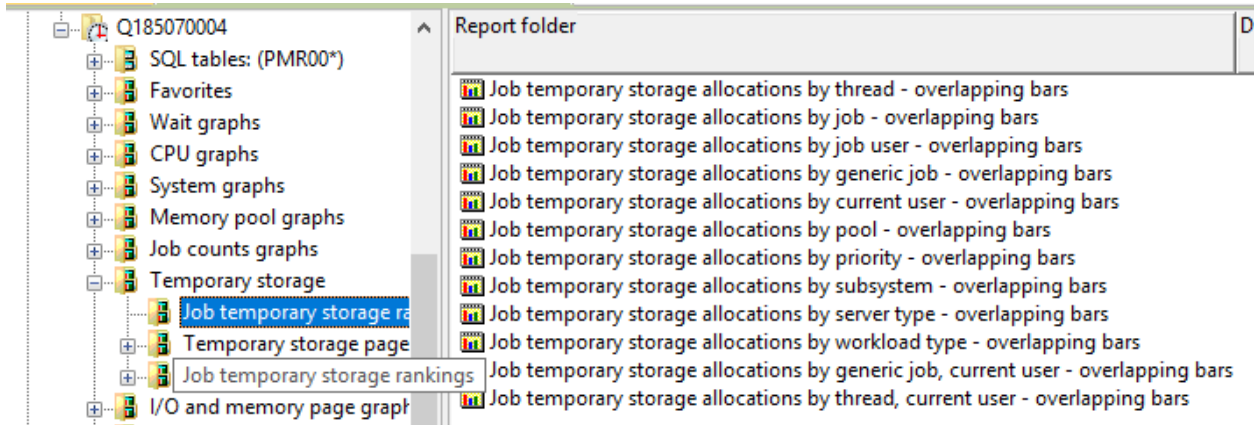 Q185070004
SQL tables: (PMR00*)
Favorites
Wait graphs
CPU graphs
System graphs
Memory pool graphs
Job counts graphs
Temporary storage
Job temporary storage ra
Temporary storage page
Job temporary storage rankings
I/O and memory page graph
Report folder
D
Job temporary storage allocations by thread - overlapping bars
Job temporary storage allocations by job - overlapping bars
Job temporary storage allocations by job user - overlapping bars
Job temporary storage allocations by generic job - overlapping bars
Job temporary storage allocations by current user - overlapping bars
Job temporary storage allocations by pool - overlapping bars
Job temporary storage allocations by priority - overlapping bars
Job temporary storage allocations by subsystem - overlapping bars
Job temporary storage allocations by server type - overlapping bars
Job temporary storage allocations by workload type - overlapping bars
Job temporary storage allocations by generic job, current user - overlapping bars
Job temporary storage allocations by thread, current user - overlapping bars